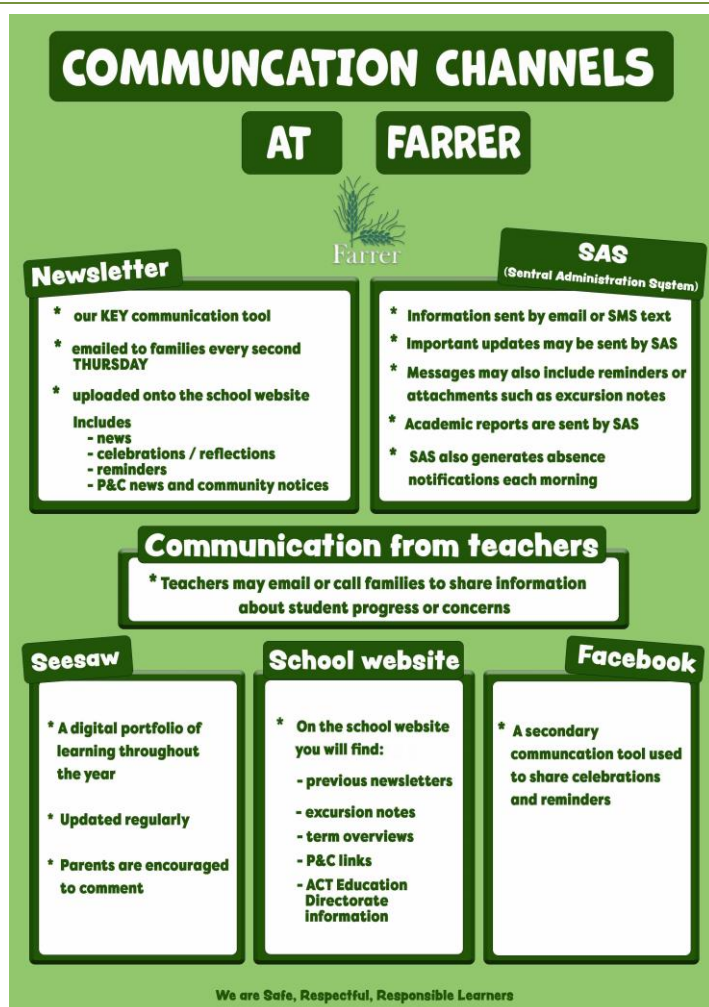 COMMUNCATION CHANNELS
AT FARRER
Farrer
Newsletter
* our KEY communication tool
* emailed to families every second
THURSDAY
* uploaded onto the school website
Includes
- news
- celebrations / reflections
- reminders
- P&C news and community notices
SAS
(Sentral Administration System)
* Information sent by email or SMS text
* Important updates may be sent by SAS
* Messages may also include reminders or
attachments such as excursion notes
* Academic reports are sent by SAS
* SAS also generates absence
notifications each morning
Communication from teachers
* Teachers may email or call families to share information
about student progress or concerns
Seesaw
* A digital portfolio of
learning throughout
the year
* Updated regularly
* Parents are encouraged
to comment
School website
* On the school website
you will find:
- previous newsletters
- excursion notes
- term overviews
- P&C links
- ACT Education
Directorate
information
Facebook
* A secondary
communcation tool used
to share celebrations
and reminders
We are Safe, Respectful, Responsible Learners